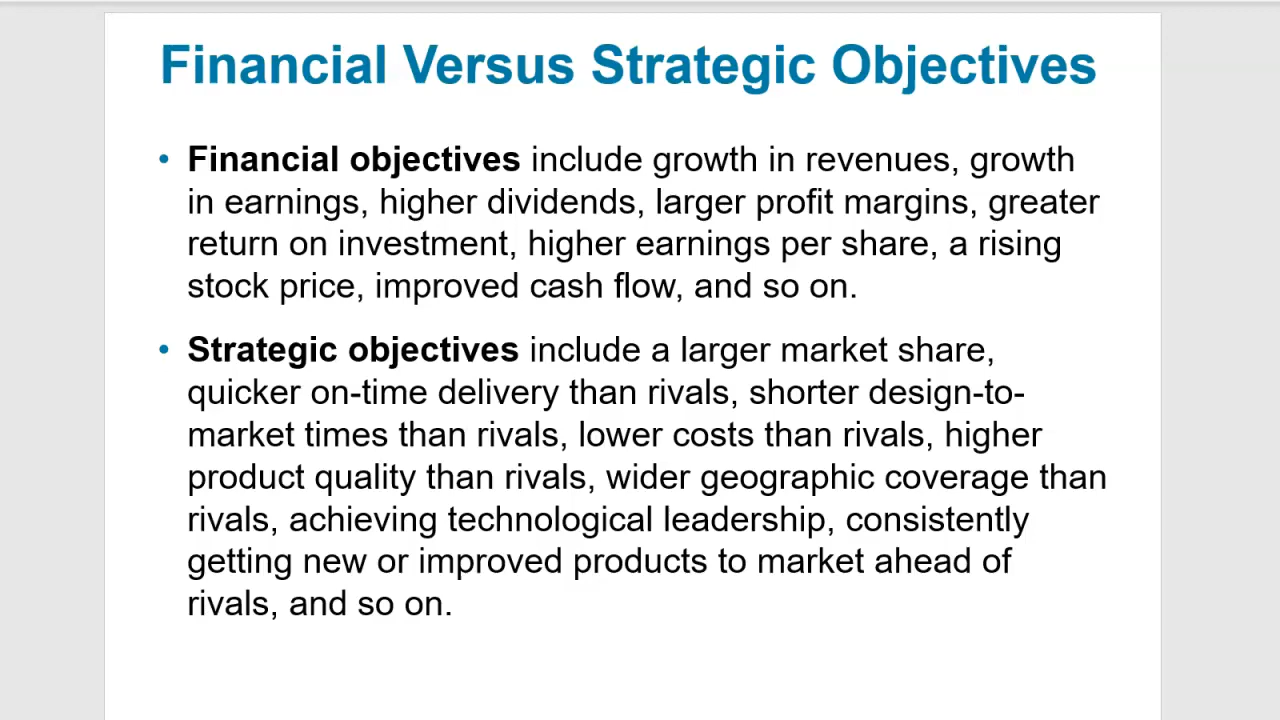 Financial Versus Strategic Objectives
• Financial objectives include growth in revenues, growth
in earnings, higher dividends, larger profit margins, greater
return on investment, higher earnings per share, a rising
stock price, improved cash flow, and so on.
• Strategic objectives include a larger market share,
quicker on-time delivery than rivals, shorter design-to-
market times than rivals, lower costs than rivals, higher
product quality than rivals, wider geographic coverage than
rivals, achieving technological leadership, consistently
getting new or improved products to market ahead of
rivals, and so on.